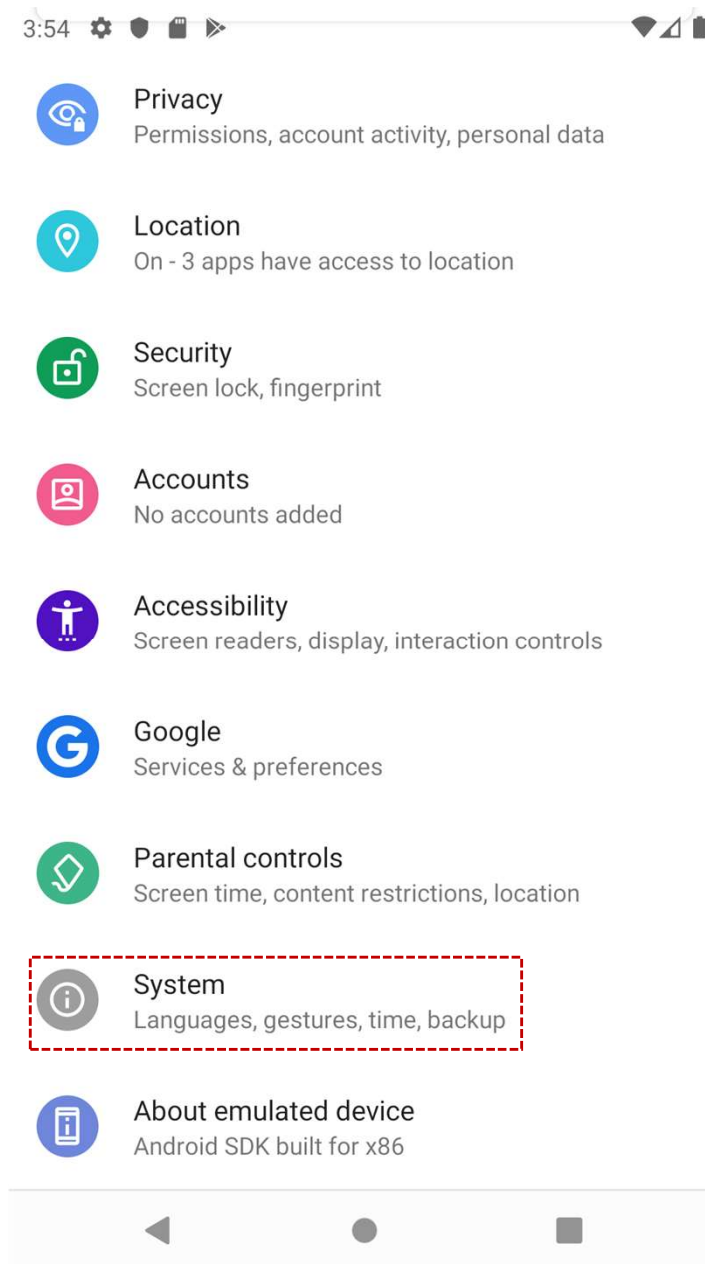 3:54
Privacy
Permissions, account activity, personal data
Location
On - 3 apps have access to location
Security
Screen lock, fingerprint
Accounts
No accounts added
Accessibility
Screen readers, display, interaction controls
Google
Services & preferences
Parental controls
Screen time, content restrictions, location
System
Languages, gestures, time, backup
About emulated device
Android SDK built for x86